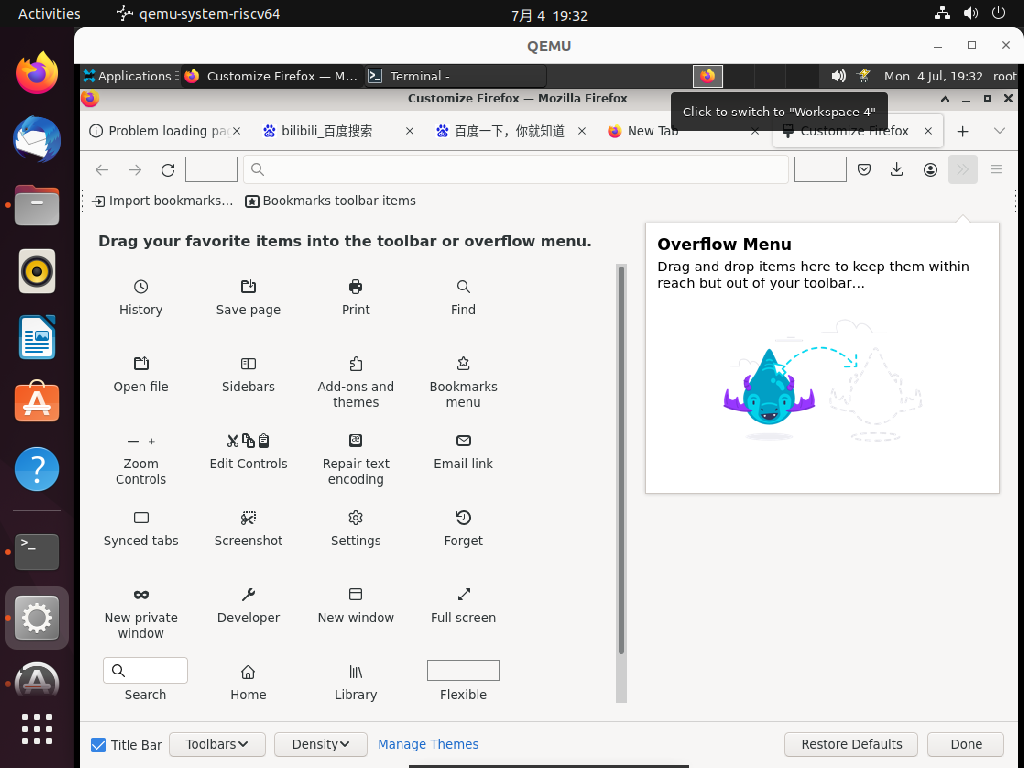 Activities
qemu-system-riscv64
7月 4 19:32
QEMU
Applications
Customize Firefox — M...
Terminal -
Mon 4 Jul, 19:32
root
Customize Firefox — Mozilla Firefox
Click to switch to "Workspace 4"
Problem loading pa
bilibili_百度搜索
百度一下，你就知道
New Tab
Customize Firefox
Import bookmarks...
Bookmarks toolbar items
Drag your favorite items into the toolbar or overflow menu.
Overflow Menu
Drag and drop items here to keep them within
reach but out of your toolbar...
History
Save page
Print
Find
Open file
Sidebars
Add-ons and
themes
Bookmarks
menu
Zoom
Controls
Edit Controls
Repair text
encoding
Email link
Synced tabs
Screenshot
Settings
Forget
New private
window
Developer
New window
Full screen
Search
Home
Library
Flexible
Title Bar
Toolbars
Density
Manage Themes
Restore Defaults
Done